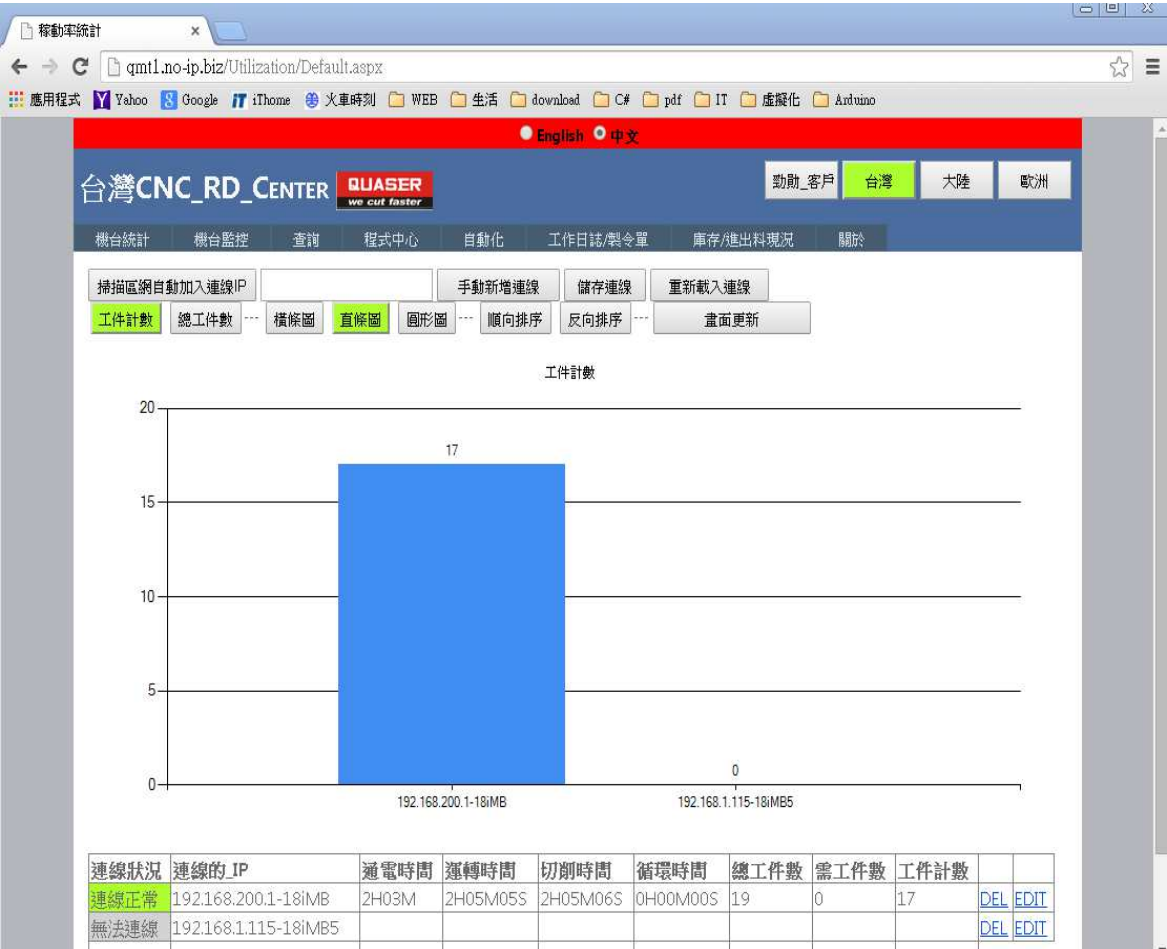 稼動率統計
qmt1.no-ip.biz/Utilization/Default.aspx
應用程式 Yahoo Google iThome 火車時刻 WEB 生活 download C# pdf IT 虛擬化 Arduino
English 中文
台灣CNC_RD_CENTER QUASER we cut faster 勤勛_客戶 台灣 大陸 歐洲
機台統計 機台監控 查詢 程式中心 自動化 工作日誌/製令單 庫存/進出料現況 關於
掃描區網自動加入連線IP 手動新增連線 儲存連線 重新載入連線
工件計數 總工件數 --- 橫條圖 直條圖 圓形圖 --- 順向排序 反向排序 --- 畫面更新
工件計數
20
17
15
10
5
0
0
192.168.200.1-18iMB 192.168.1.115-18iMB5
連線狀況 連線的_IP 通電時間 運轉時間 切削時間 循環時間 總工件數 需工件數 工件計數
連線正常 192.168.200.1-18iMB 2H03M 2H05M05S 2H05M06S 0H00M00S 19 0 17 DEL EDIT
無法連線 192.168.1.115-18iMB5 DEL EDIT